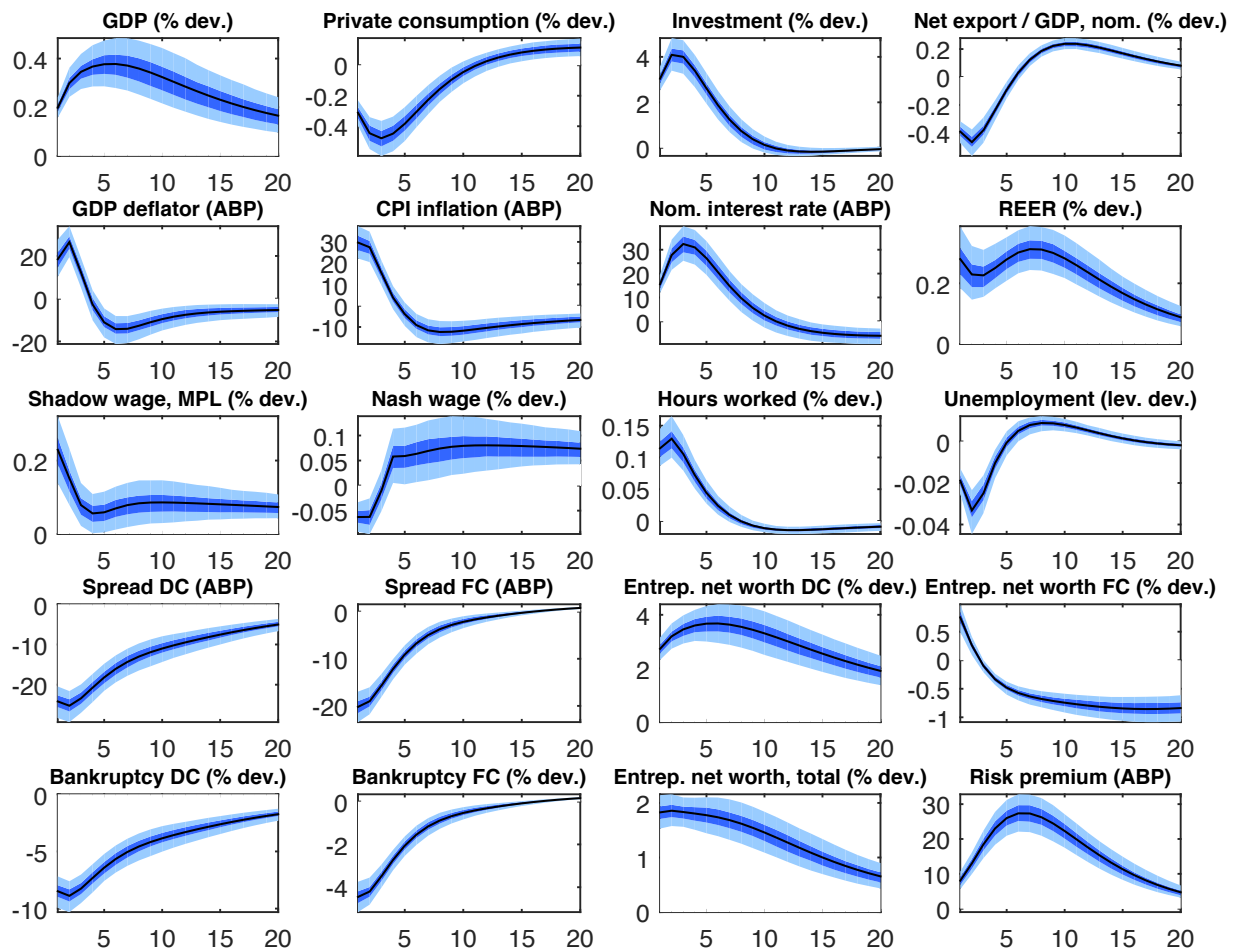 GDP (% dev.) Private consumption (% dev.) Investment (% dev.) Net export / GDP, nom. (% dev.)
0.4 0 4 0.2
0
0.2 -0.2 2 -0.2
-0.4 -0.4
0 0
5 10 15 20 5 10 15 20 5 10 15 20 5 10 15 20
GDP deflator (ABP) CPI inflation (ABP) Nom. interest rate (ABP) REER (% dev.)
20 30 30
20 20 0.2
0 10 10
0 0
-20 -10 0
5 10 15 20 5 10 15 20 5 10 15 20 5 10 15 20
Shadow wage, MPL (% dev.) Nash wage (% dev.) Hours worked (% dev.) Unemployment (lev. dev.)
0.1 0.15 0
0.2 0.05 0.1
0 0.05 -0.02
-0.05 0
0 -0.04
5 10 15 20 5 10 15 20 5 10 15 20 5 10 15 20
Spread DC (ABP) Spread FC (ABP) Entrep. net worth DC (% dev.) Entrep. net worth FC (% dev.)
0 0 4 0.5
-10 -10 2 0
-20 -0.5
-20 0 -1
5 10 15 20 5 10 15 20 5 10 15 20 5 10 15 20
Bankruptcy DC (% dev.) Bankruptcy FC (% dev.) Entrep. net worth, total (% dev.) Risk premium (ABP)
0 0 2 30
-5 -2 1 20
-4 10
-10 0 0
5 10 15 20 5 10 15 20 5 10 15 20 5 10 15 20